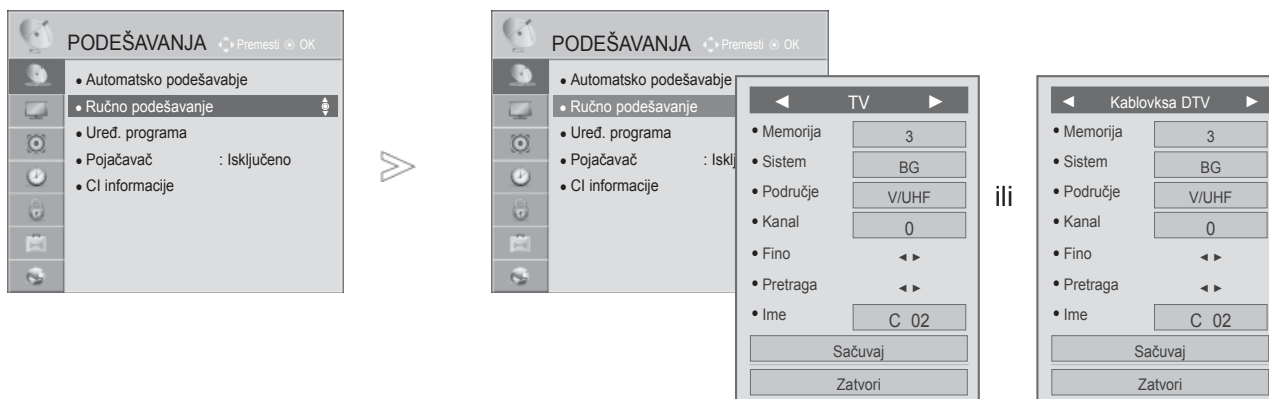 PODEŠAVANJA Premesti OK
• Automatsko podešavabje
• Ručno podešavanje
• Uređ. programa
• Pojačavač : Isključeno
• CI informacije
PODEŠAVANJA Premesti OK
• Automatsko podešavabje
• Ručno podešavanje
• Uređ. programa
• Pojačavač : Isklj
• CI informacije
◄ TV ►
• Memorija 3
• Sistem BG
• Područje V/UHF
• Kanal 0
• Fino ◄ ►
• Pretraga ◄ ►
• Ime C 02
Sačuvaj
Zatvori
ili
◄ Kablovksa DTV ►
• Memorija 3
• Sistem BG
• Područje V/UHF
• Kanal 0
• Fino ◄ ►
• Pretraga ◄ ►
• Ime C 02
Sačuvaj
Zatvori